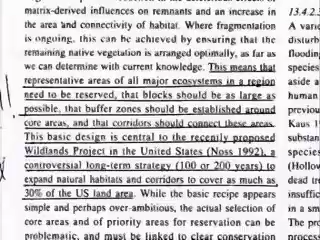 matrix-derived influences on remnants and an increase
in the area and connectivity of habitat. Where fragmentation
is ongoing, this can be achieved by ensuring that the
remaining native vegetation is arranged optimally, as far as
we can determine with current knowledge. This means that
representative areas of all major ecosystems in a region
need to be reserved, that blocks should be as large as
possible, that buffer zones should be established around
core areas, and that corridors should connect these areas.
This basic design is central to the recently proposed
Wildlands Project in the United States (Noss 1992), a
controversial long-term strategy (100 or 200 years) to
expand natural habitats and corridors to cover as much as
30% of the US land area. While the basic recipe appears
simple and perhaps over-ambitious, the actual selection of
core areas and of priority areas for reservation can be
problematic, and must be linked to clear conservation
13.4.2.
A vari
disturb
floodin
species
aside a
human
previou
Kaus 1
substan
species
(Hollow
dead tr
insuffic
in a sm
The pro
process